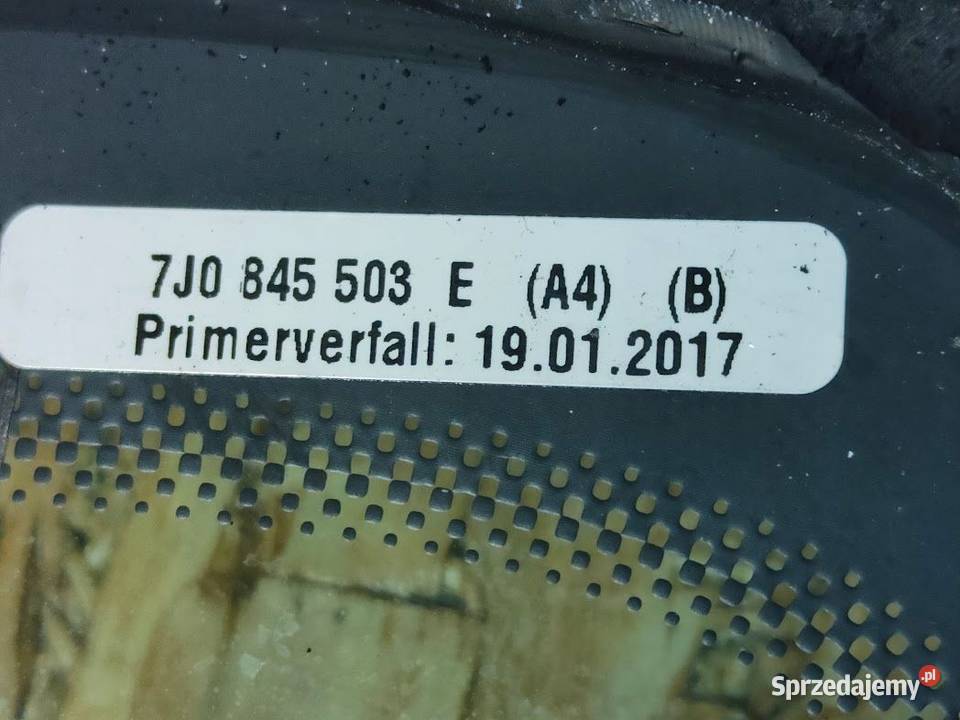 7J0 845 503 E (A4) (B)
Primerverfall: 19.01.2017
Sprzedajemy.pl